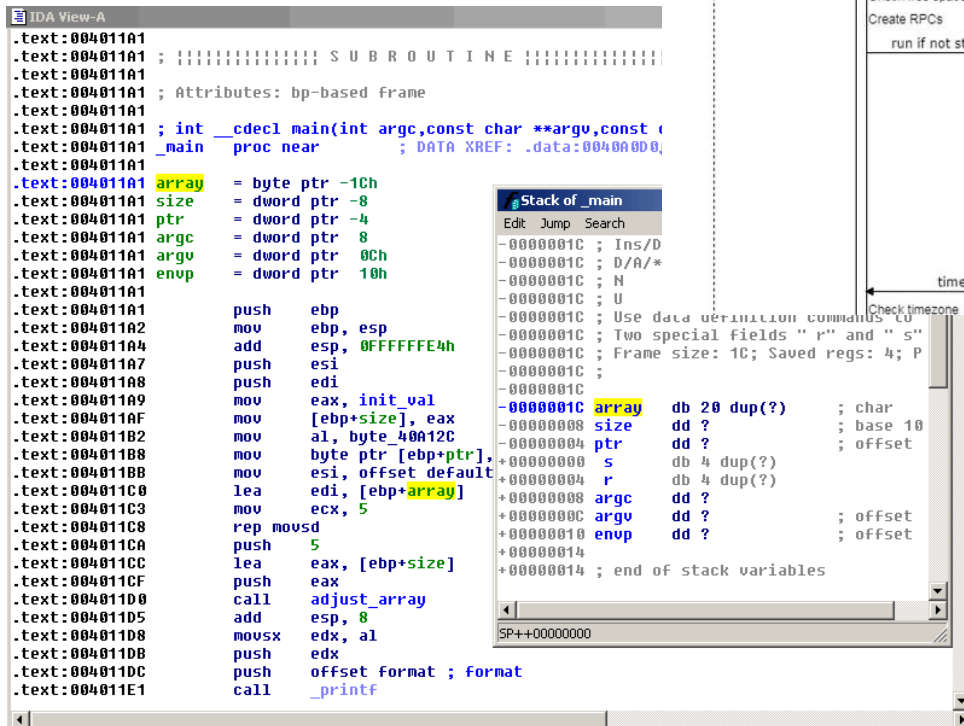 IDA View-A
.text:004011A1
.text:004011A1 ; ¦¦¦¦¦¦¦¦¦¦¦¦¦¦¦ S U B R O U T I N E ¦¦¦¦¦¦¦¦¦¦¦¦¦¦¦
.text:004011A1
.text:004011A1 ; Attributes: bp-based frame
.text:004011A1
.text:004011A1 ; int __cdecl main(int argc,const char **argv,const
.text:004011A1 _main proc near ; DATA XREF: .data:0040A0D0
.text:004011A1
.text:004011A1 array = byte ptr -1Ch
.text:004011A1 size = dword ptr -8
.text:004011A1 ptr = dword ptr -4
.text:004011A1 argc = dword ptr 8
.text:004011A1 argv = dword ptr 0Ch
.text:004011A1 envp = dword ptr 10h
.text:004011A1
.text:004011A1 push ebp
.text:004011A2 mov ebp, esp
.text:004011A4 add esp, 0FFFFFFE4h
.text:004011A7 push esi
.text:004011A8 push edi
.text:004011A9 mov eax, init_val
.text:004011AF mov [ebp+size], eax
.text:004011B2 mov al, byte_40A12C
.text:004011B8 mov byte ptr [ebp+ptr],
.text:004011BB mov esi, offset default
.text:004011C0 lea edi, [ebp+array]
.text:004011C3 mov ecx, 5
.text:004011C8 rep movsd
.text:004011CA push 5
.text:004011CC lea eax, [ebp+size]
.text:004011CF push eax
.text:004011D0 call adjust_array
.text:004011D5 add esp, 8
.text:004011D8 movsx edx, al
.text:004011DB push edx
.text:004011DC push offset format ; format
.text:004011E1 call _printf
Stack of _main
Edit Jump Search
-0000001C ; Ins/D
-0000001C ; D/A/*
-0000001C ; N
-0000001C ; U
-0000001C ; Use data definition commands to
-0000001C ; Two special fields " r" and " s"
-0000001C ; Frame size: 1C; Saved regs: 4; P
-0000001C ;
-0000001C
-0000001C array db 20 dup(?) ; char
-00000008 size dd ? ; base 10
-00000004 ptr dd ? ; offset
+00000000 s db 4 dup(?)
+00000004 r db 4 dup(?)
+00000008 argc dd ?
+0000000C argv dd ? ; offset
+00000010 envp dd ? ; offset
+00000014
+00000014 ; end of stack variables
SP++00000000
Create RPCs
run if not st
time
Check timezone